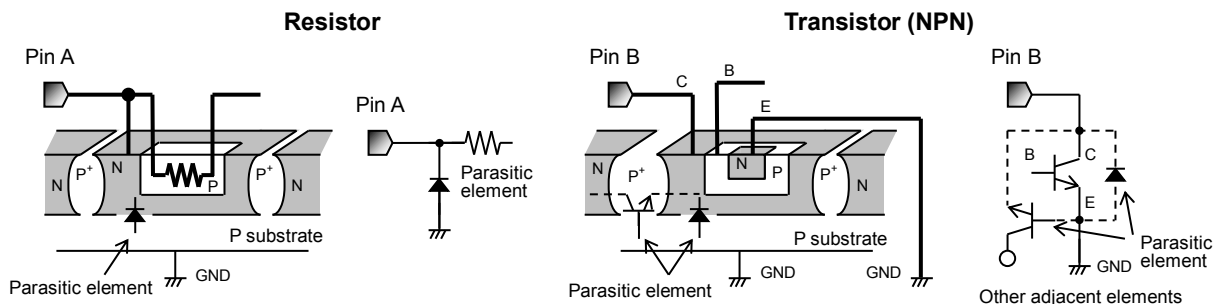 Resistor
Transistor (NPN)
Pin A
Pin B
Pin B
B
C
E
Pin A
N
N
P+
P
P+
N
Parasitic element
P substrate
GND
Parasitic element
N
P+
N
P
P+
N
P substrate
GND
GND
Parasitic element
B
C
E
GND
Parasitic element
Other adjacent elements